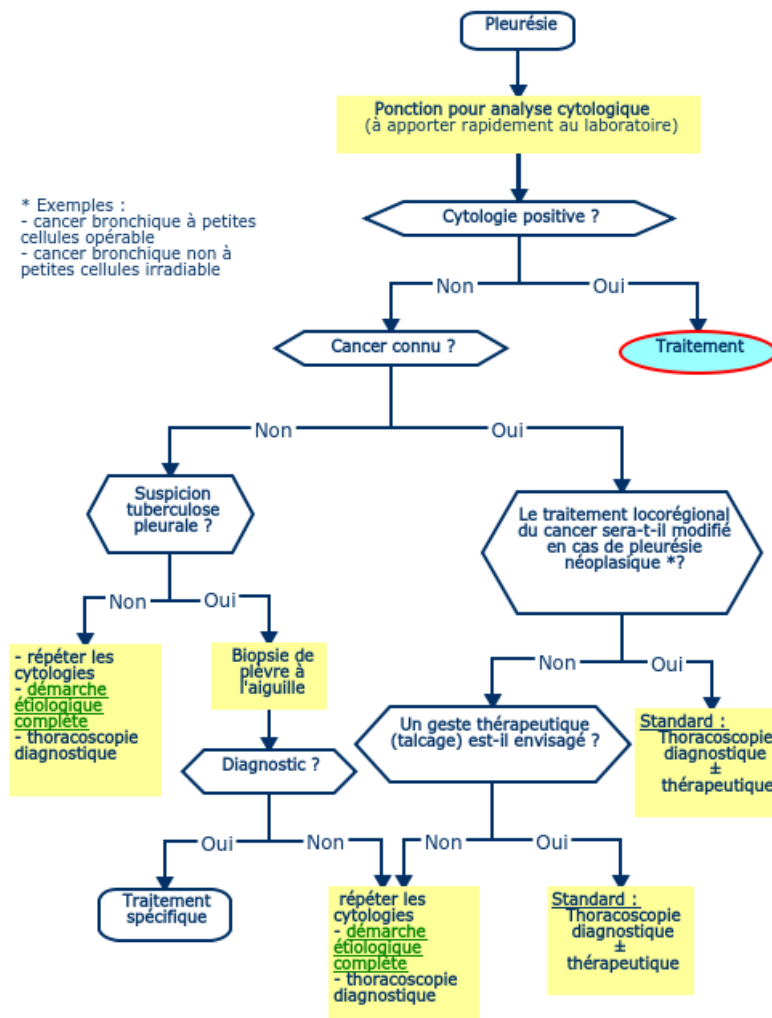 Pleurésie
Ponction pour analyse cytologique
(à apporter rapidement au laboratoire)
* Exemples :
- cancer bronchique à petites
cellules opérable
- cancer bronchique non à
petites cellules irradiable
Cytologie positive ?
Non
Oui
Cancer connu ?
Traitement
Non
Oui
Suspicion
tuberculose
pleurale ?
Le traitement locorégional
du cancer sera-t-il modifié
en cas de pleurésie
néoplasique *?
Non
Oui
- répéter les
cytologies
- démarche
étiologique
complète
- thoracoscopie
diagnostique
Biopsie de
plèvre à
l'aiguille
Non
Oui
Un geste thérapeutique
(talcage) est-il envisagé ?
Standard :
Thoracoscopie
diagnostique
±
thérapeutique
Diagnostic ?
Oui
Non
Non
Oui
Traitement
spécifique
répéter les
cytologies
- démarche
étiologique
complète
- thoracoscopie
diagnostique
Standard :
Thoracoscopie
diagnostique
±
thérapeutique